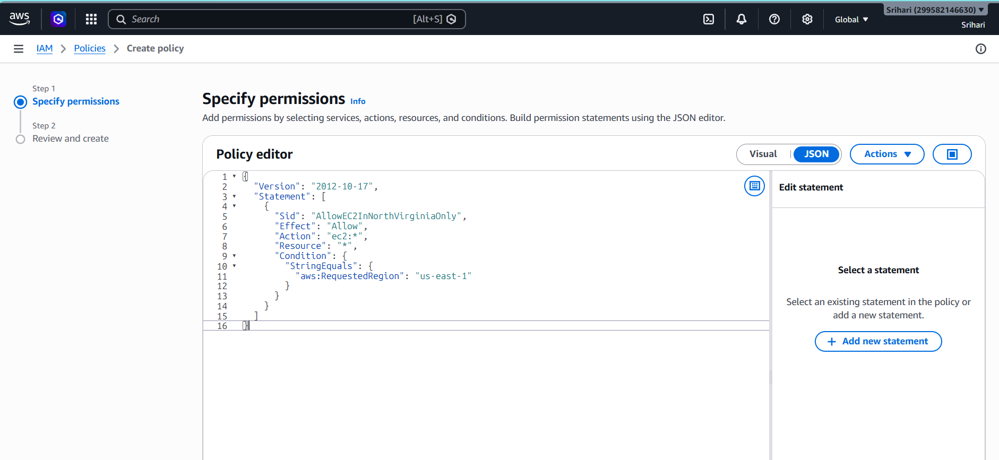 aws
Search
[Alt+S]
Global
Srihari (299582146630)
Srihari
IAM
Policies
Create policy
Step 1
Specify permissions
Step 2
Review and create
Specify permissions Info
Add permissions by selecting services, actions, resources, and conditions. Build permission statements using the JSON editor.
Policy editor
Visual
JSON
Actions
1 {
2 "Version": "2012-10-17",
3 "Statement": [
4 {
5 "Sid": "AllowEC2InNorthVirginiaOnly",
6 "Effect": "Allow",
7 "Action": "ec2:*",
8 "Resource": "*",
9 "Condition": {
10 "StringEquals": {
11 "aws:RequestedRegion": "us-east-1"
12 }
13 }
14 }
15 ]
16 }
Edit statement
Select a statement
Select an existing statement in the policy or
add a new statement.
+ Add new statement